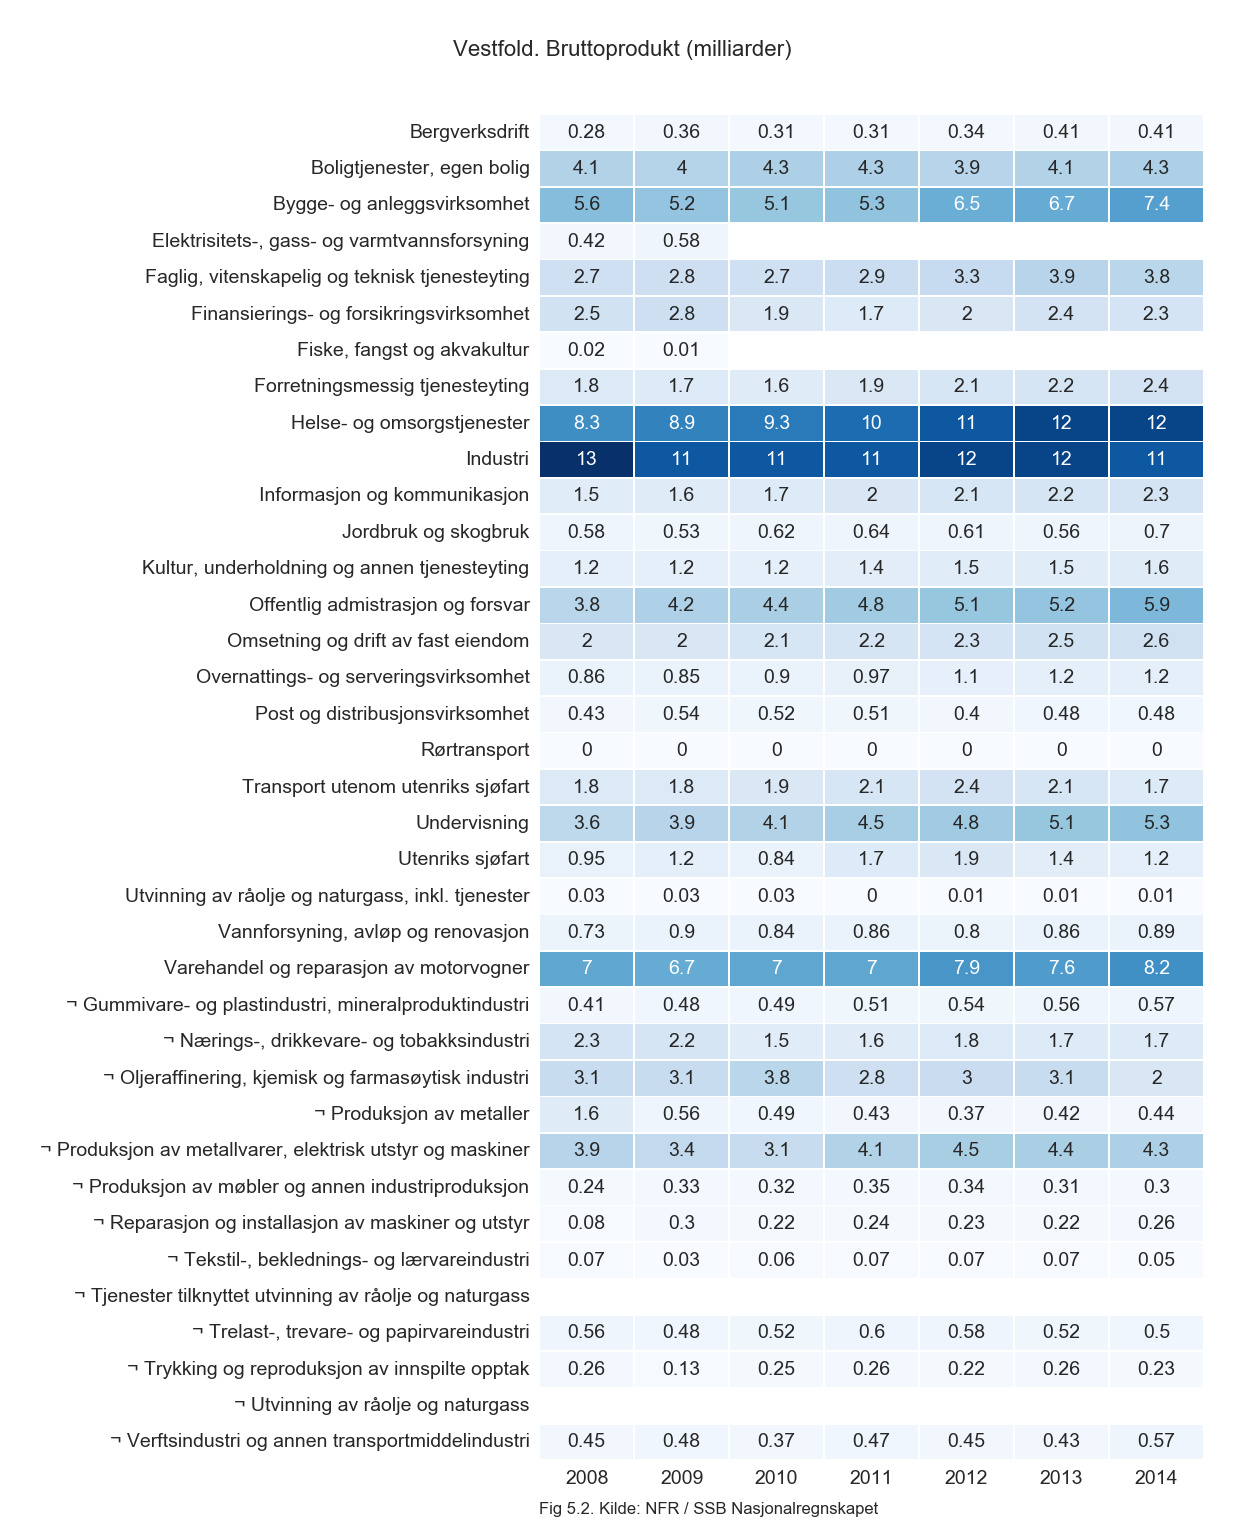 Vestfold. Bruttoprodukt (milliarder)
Bergverksdrift 0.28 0.36 0.31 0.31 0.34 0.41 0.41
Boligtjenester, egen bolig 4.1 4 4.3 4.3 3.9 4.1 4.3
Bygge- og anleggsvirksomhet 5.6 5.2 5.1 5.3 6.5 6.7 7.4
Elektrisitets-, gass- og varmtvannsforsyning 0.42 0.58
Faglig, vitenskapelig og teknisk tjenesteyting 2.7 2.8 2.7 2.9 3.3 3.9 3.8
Finansierings- og forsikringsvirksomhet 2.5 2.8 1.9 1.7 2 2.4 2.3
Fiske, fangst og akvakultur 0.02 0.01
Forretningsmessig tjenesteyting 1.8 1.7 1.6 1.9 2.1 2.2 2.4
Helse- og omsorgstjenester 8.3 8.9 9.3 10 11 12 12
Industri 13 11 11 11 12 12 11
Informasjon og kommunikasjon 1.5 1.6 1.7 2 2.1 2.2 2.3
Jordbruk og skogbruk 0.58 0.53 0.62 0.64 0.61 0.56 0.7
Kultur, underholdning og annen tjenesteyting 1.2 1.2 1.2 1.4 1.5 1.5 1.6
Offentlig admistrasjon og forsvar 3.8 4.2 4.4 4.8 5.1 5.2 5.9
Omsetning og drift av fast eiendom 2 2 2.1 2.2 2.3 2.5 2.6
Overnattings- og serveringsvirksomhet 0.86 0.85 0.9 0.97 1.1 1.2 1.2
Post og distribusjonsvirksomhet 0.43 0.54 0.52 0.51 0.4 0.48 0.48
Rørtransport 0 0 0 0 0 0 0
Transport utenom utenriks sjøfart 1.8 1.8 1.9 2.1 2.4 2.1 1.7
Undervisning 3.6 3.9 4.1 4.5 4.8 5.1 5.3
Utenriks sjøfart 0.95 1.2 0.84 1.7 1.9 1.4 1.2
Utvinning av råolje og naturgass, inkl. tjenester 0.03 0.03 0.03 0 0.01 0.01 0.01
Vannforsyning, avløp og renovasjon 0.73 0.9 0.84 0.86 0.8 0.86 0.89
Varehandel og reparasjon av motorvogner 7 6.7 7 7 7.9 7.6 8.2
¬ Gummivare- og plastindustri, mineralproduktindustri 0.41 0.48 0.49 0.51 0.54 0.56 0.57
¬ Nærings-, drikkevare- og tobakksindustri 2.3 2.2 1.5 1.6 1.8 1.7 1.7
¬ Oljeraffinering, kjemisk og farmasøytisk industri 3.1 3.1 3.8 2.8 3 3.1 2
¬ Produksjon av metaller 1.6 0.56 0.49 0.43 0.37 0.42 0.44
¬ Produksjon av metallvarer, elektrisk utstyr og maskiner 3.9 3.4 3.1 4.1 4.5 4.4 4.3
¬ Produksjon av møbler og annen industriproduksjon 0.24 0.33 0.32 0.35 0.34 0.31 0.3
¬ Reparasjon og installasjon av maskiner og utstyr 0.08 0.3 0.22 0.24 0.23 0.22 0.26
¬ Tekstil-, beklednings- og lærvareindustri 0.07 0.03 0.06 0.07 0.07 0.07 0.05
¬ Tjenester tilknyttet utvinning av råolje og naturgass
¬ Trelast-, trevare- og papirvareindustri 0.56 0.48 0.52 0.6 0.58 0.52 0.5
¬ Trykking og reproduksjon av innspilte opptak 0.26 0.13 0.25 0.26 0.22 0.26 0.23
¬ Utvinning av råolje og naturgass
¬ Verftsindustri og annen transportmiddelindustri 0.45 0.48 0.37 0.47 0.45 0.43 0.57
2008 2009 2010 2011 2012 2013 2014
Fig 5.2. Kilde: NFR / SSB Nasjonalregnskapet